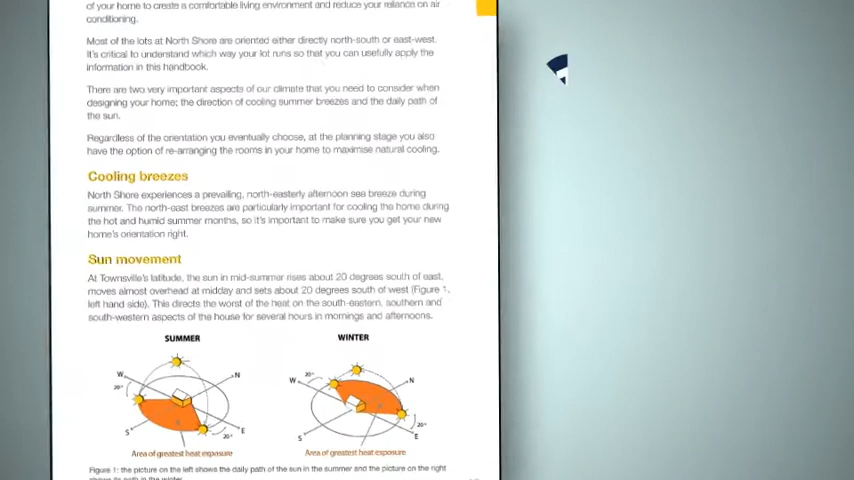 of your home to create a comfortable living environment and reduce your reliance on air
conditioning.
Most of the lots at North Shore are oriented either directly north-south or east-west.
It's critical to understand which way your lot runs so that you can usefully apply the
information in this handbook.
There are two very important aspects of our climate that you need to consider when
designing your home; the direction of cooling summer breezes and the daily path of
the sun.
Regardless of the orientation you eventually choose, at the planning stage you also
have the option of re-arranging the rooms in your home to maximise natural cooling.
Cooling breezes
North Shore experiences a prevailing, north-easterly afternoon sea breeze during
summer. The north-east breezes are particularly important for cooling the home during
the hot and humid summer months, so it's important to make sure you get your new
home's orientation right.
Sun movement
At Townsville's latitude, the sun in mid-summer rises about 20 degrees south of east,
moves almost overhead at midday and sets about 20 degrees south of west (Figure 1,
left hand side). This directs the worst of the heat on the south-eastern, southern and
south-western aspects of the house for several hours in mornings and afternoons.
SUMMER
W
N
20°
S
E
20°
Area of greatest heat exposure
WINTER
20°
W
N
20°
S
E
Area of greatest heat exposure
Figure 1: the picture on the left shows the daily path of the sun in the summer and the picture on the right
shows its path in the winter